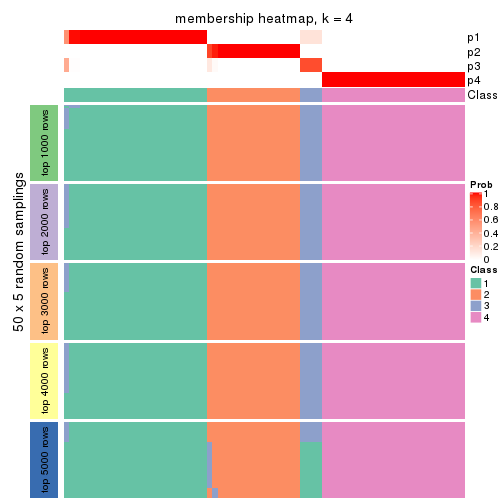 membership heatmap, k = 4
p1
p2
p3
p4
Class
50 x 5 random samplings
top 1000 rows
top 2000 rows
top 3000 rows
top 4000 rows
top 5000 rows
Prob
1
0.8
0.6
0.4
0.2
0
Class
1
2
3
4